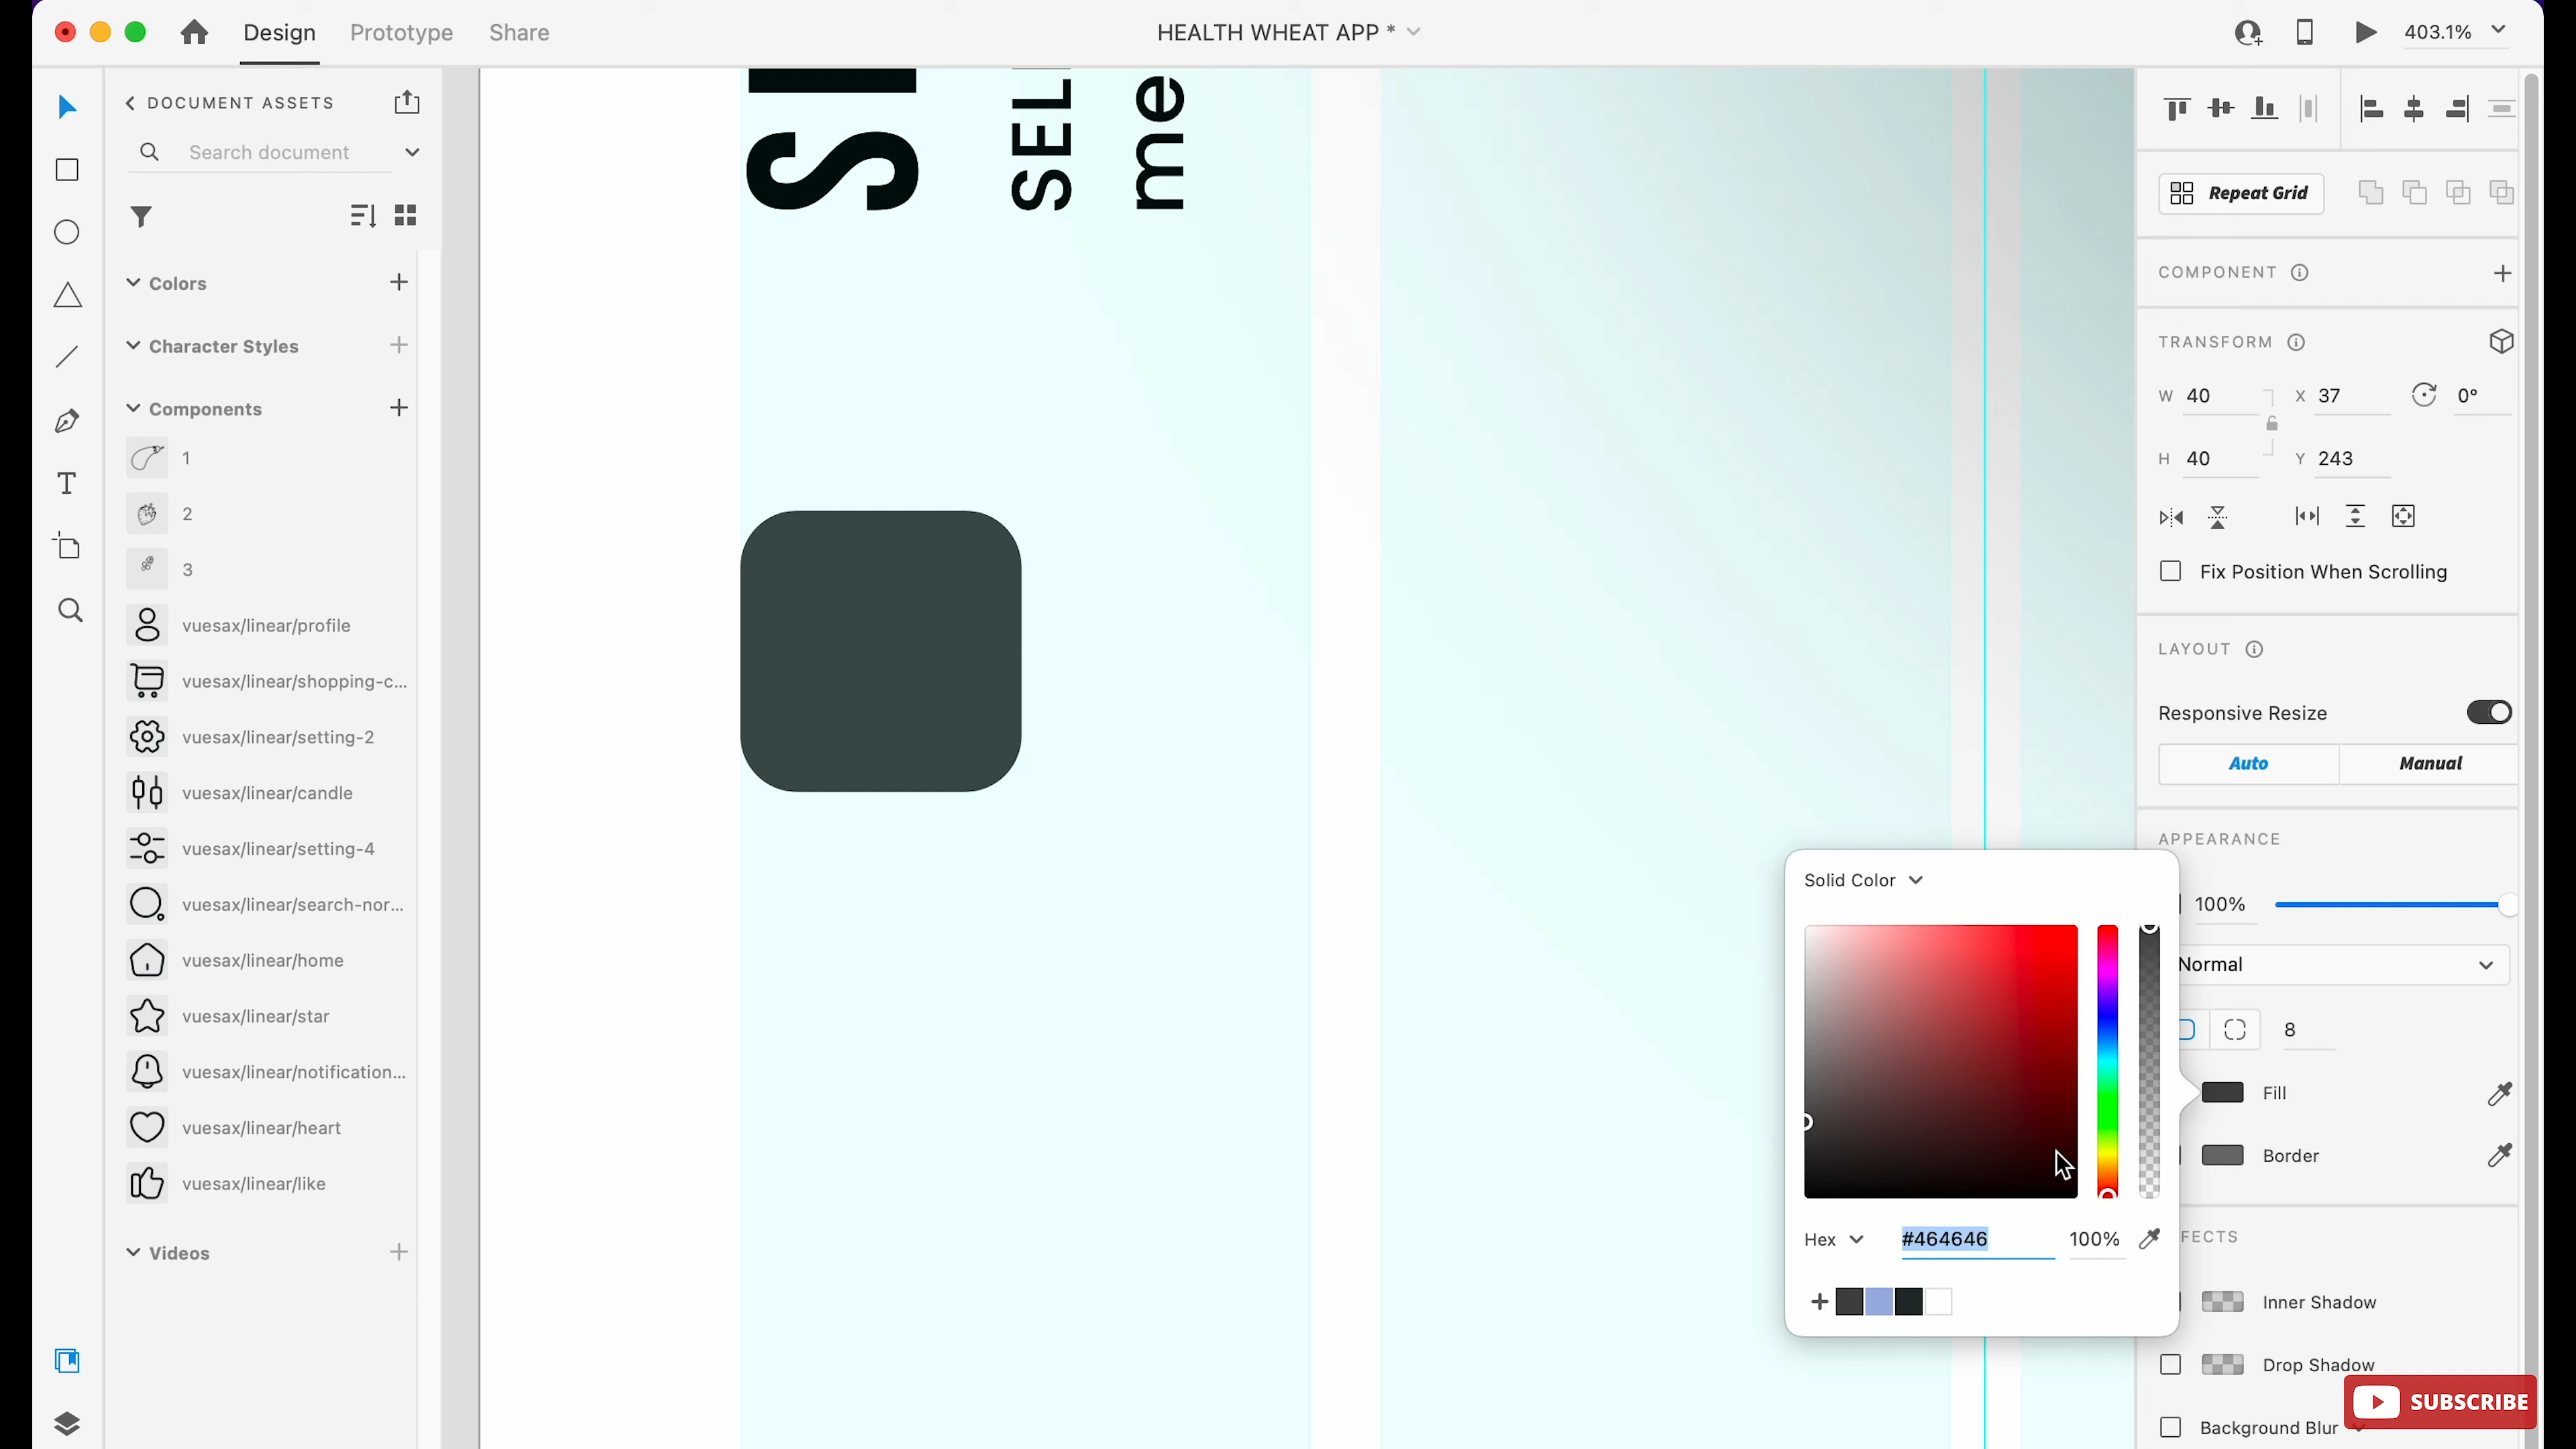 Design
Prototype
Share
HEALTH WHEAT APP *
403.1%
DOCUMENT ASSETS
Search document
Colors
Character Styles
Components
1
2
3
vuesax/linear/profile
vuesax/linear/shopping-c...
vuesax/linear/setting-2
vuesax/linear/candle
vuesax/linear/setting-4
vuesax/linear/search-nor...
vuesax/linear/home
vuesax/linear/star
vuesax/linear/notification...
vuesax/linear/heart
vuesax/linear/like
Videos
SEL
me
Repeat Grid
COMPONENT
TRANSFORM
W 40 X 37 0°
H 40 Y 243
Fix Position When Scrolling
LAYOUT
Responsive Resize
Auto Manual
APPEARANCE
100%
Normal
8
Fill
Border
FECTS
Inner Shadow
Drop Shadow
Background Blur
Solid Color
Hex #464646 100%
SUBSCRIBE